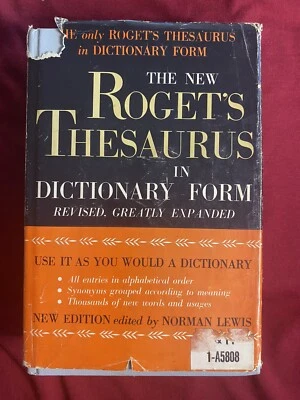 only ROGET'S THESAURUS
in DICTIONARY FORM
THE NEW
ROGET'S
THESAURUS
IN
DICTIONARY FORM
REVISED, GREATLY EXPANDED
USE IT AS YOU WOULD A DICTIONARY
• All entries in alphabetical order
• Synonyms grouped according to meaning
• Thousands of new words and usages
NEW EDITION edited by NORMAN LEWIS
1-A5808